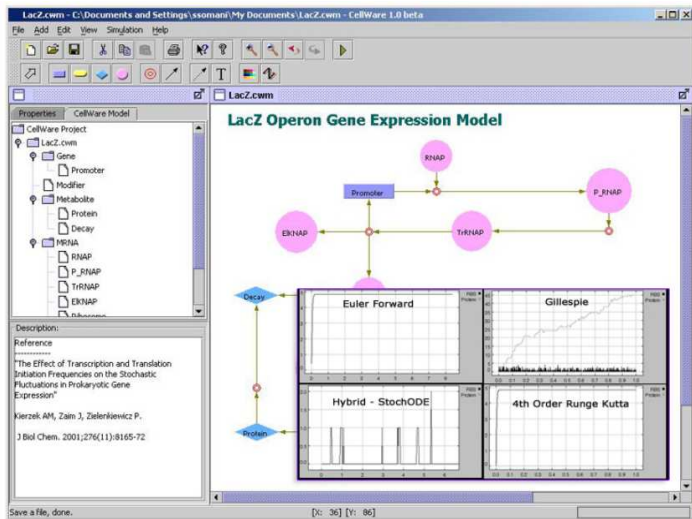 LacZ.cwm - C:\Documents and Settings\ssomani\My Documents\LacZ.cwm - CellWare 1.0 beta
File Add Edit View Simulation Help
LacZ.cwm
Properties CellWare Model
CellWare Project
LacZ.cwm
Gene
Promoter
Modifier
Metabolite
Protein
Decay
MRNA
RNAP
P_RNAP
TrRNAP
ElKNAP
Ribosome
Description:
Reference
------------
"The Effect of Transcription and Translation
Initiation Frequencies on the Stochastic
Fluctuations in Prokaryotic Gene
Expression"
Kierzek AM, Zaim J, Zielenkiewicz P.
J Biol Chem. 2001;276(11):8165-72
LacZ Operon Gene Expression Model
RNAP
Promoter
P_RNAP
ElKNAP
TrRNAP
Decay
Protein
Euler Forward
Gillespie
Hybrid - StochODE
4th Order Runge Kutta
Save a file, done.
[X: 36] [Y: 86]